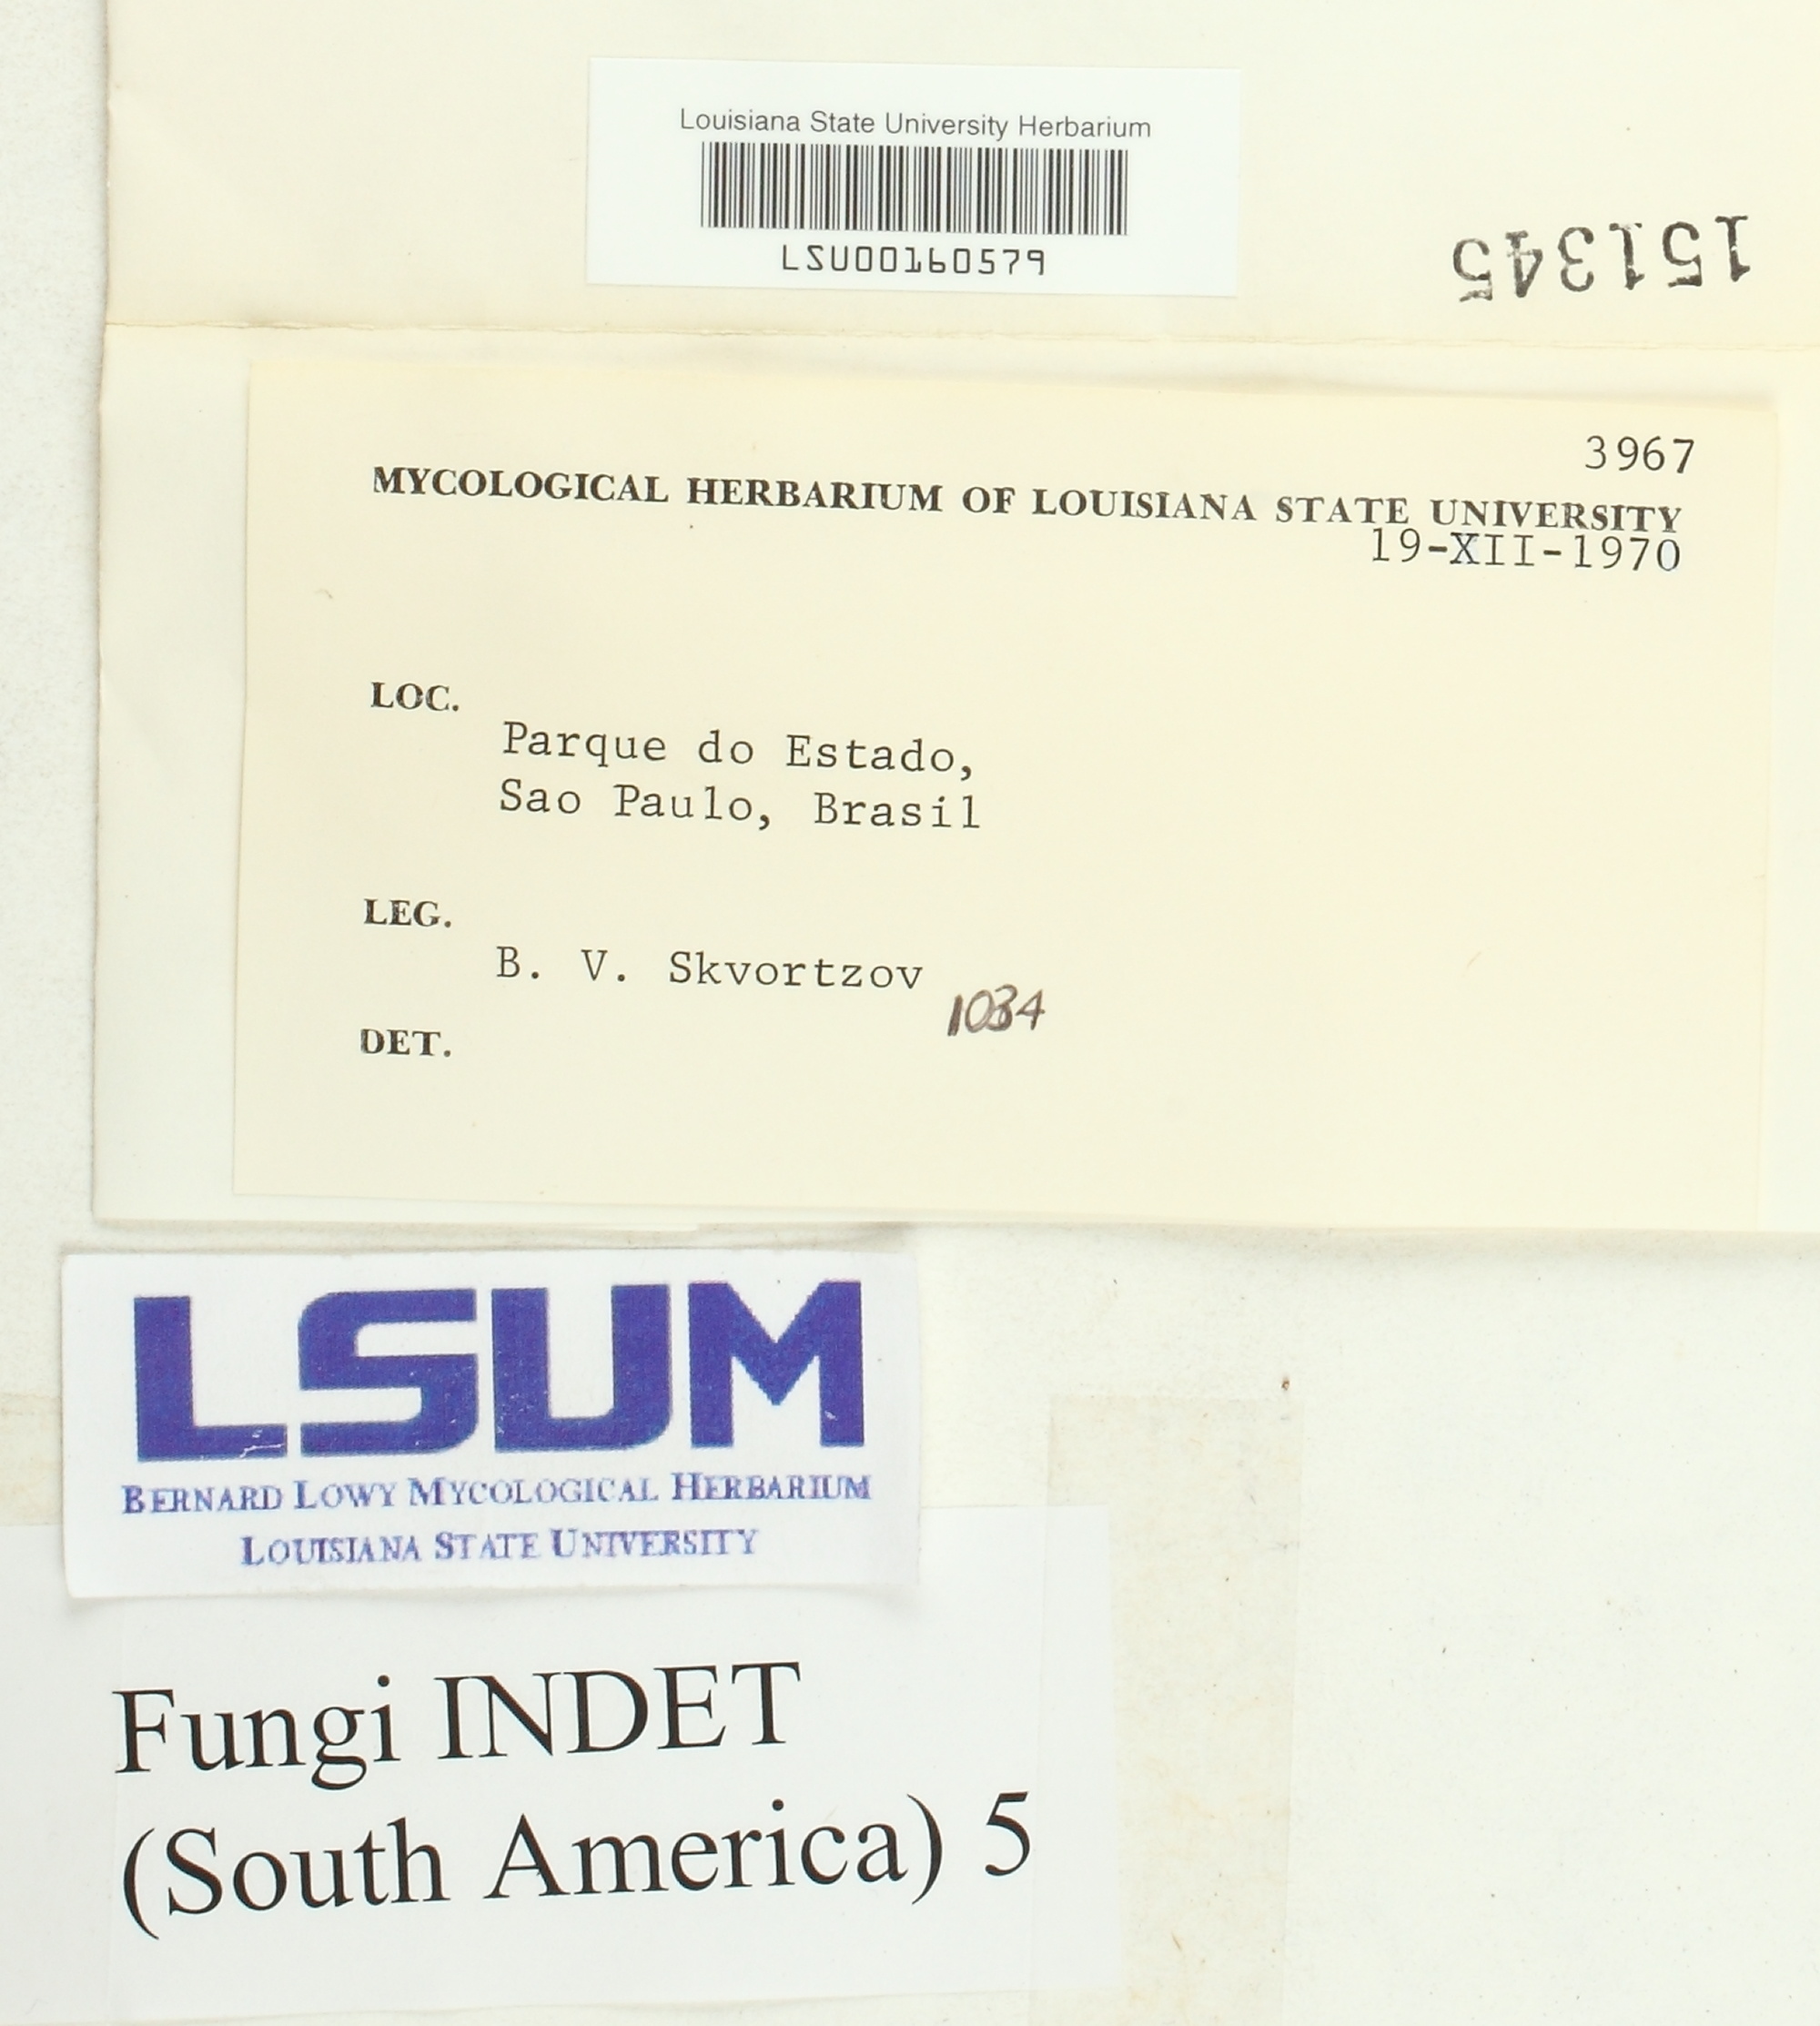 Louisiana State University Herbarium
LSU00160579
151345
3967
MYCOLOGICAL HERBARIUM OF LOUISIANA STATE UNIVERSITY
19-XII-1970
LOC.
Parque do Estado,
Sao Paulo, Brasil
LEG.
B. V. Skvortzov
1034
DET.
LSUM
BERNARD LOWY MYCOLOGICAL HERBARIUM
LOUISIANA STATE UNIVERSITY
Fungi INDET
(South America) 5